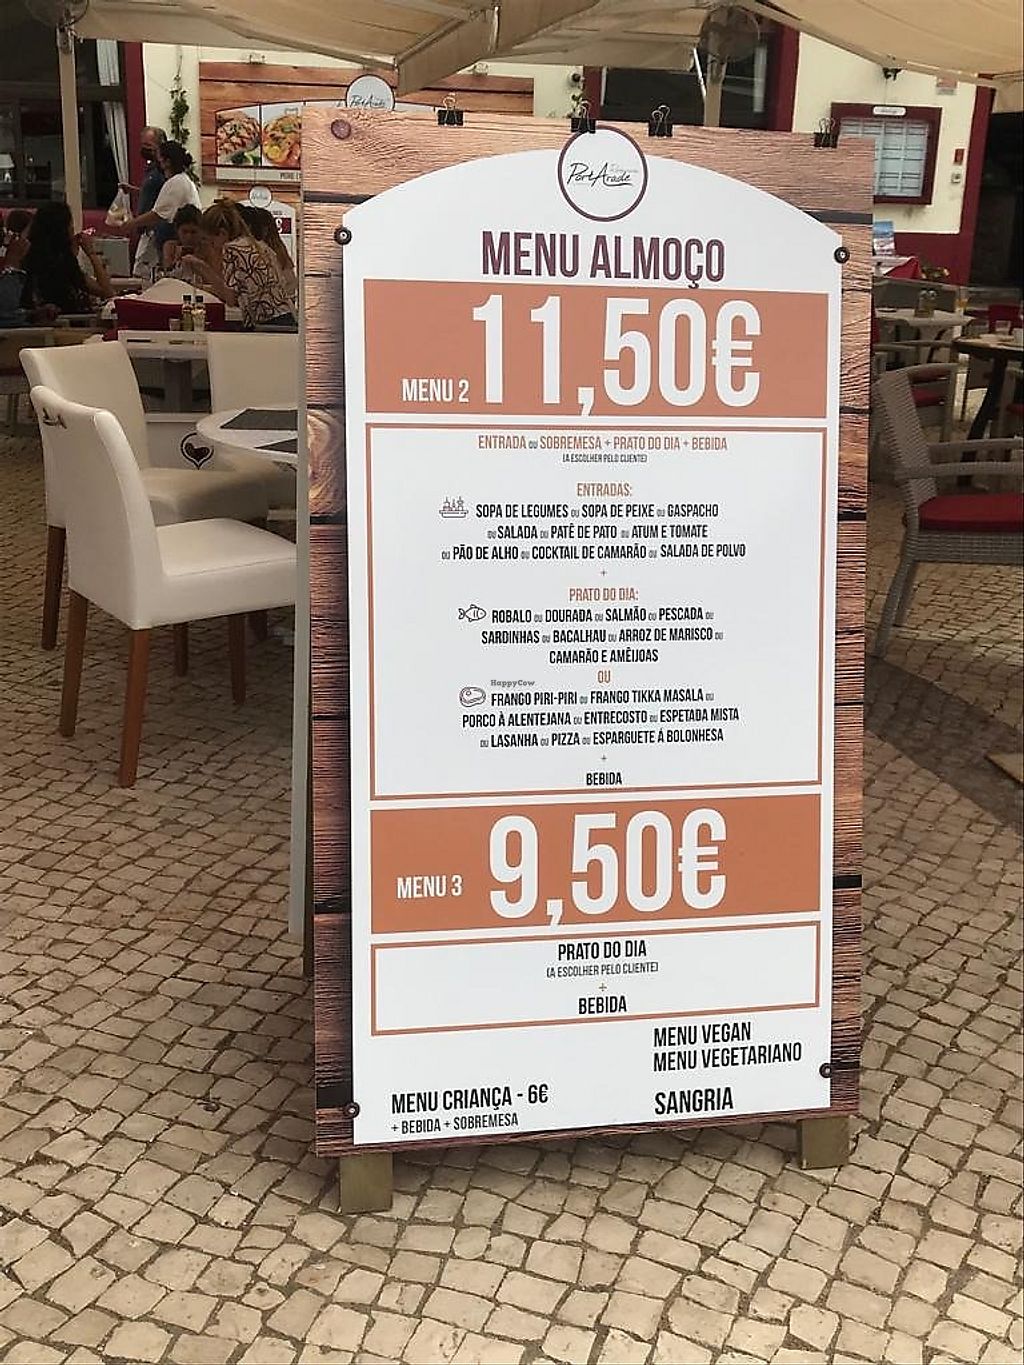 PortArade
MENU ALMOÇO
MENU 2 11,50€
ENTRADA OU SOBREMESA + PRATO DO DIA + BEBIDA
(A ESCOLHER PELO CLIENTE)
ENTRADAS:
SOPA DE LEGUMES OU SOPA DE PEIXE OU GASPACHO
OU SALADA OU PATÊ DE PATO OU ATUM E TOMATE
OU PÃO DE ALHO OU COCKTAIL DE CAMARÃO OU SALADA DE POLVO
+
PRATO DO DIA:
ROBALO OU DOURADA OU SALMÃO OU PESCADA OU
SARDINHAS OU BACALHAU OU ARROZ DE MARISCO OU
CAMARÃO E AMÊIJOAS
OU
HappyCow
FRANGO PIRI-PIRI OU FRANGO TIKKA MASALA OU
PORCO À ALENTEJANA OU ENTRECOSTO OU ESPETADA MISTA
OU LASANHA OU PIZZA OU ESPARGUETE Á BOLONHESA
+
BEBIDA
MENU 3 9,50€
PRATO DO DIA
(A ESCOLHER PELO CLIENTE)
+
BEBIDA
MENU VEGAN
MENU VEGETARIANO
MENU CRIANÇA - 6€
+ BEBIDA + SOBREMESA
SANGRIA